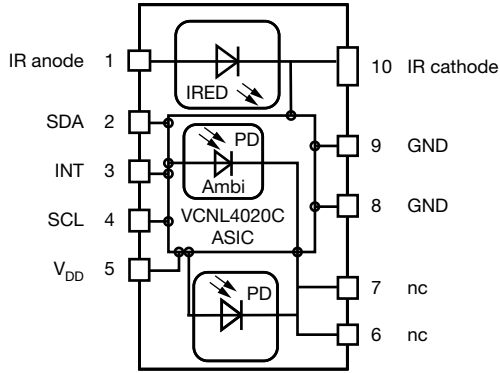 IR anode 1
10 IR cathode
IRED
SDA 2
PD
9 GND
INT 3
Ambi
SCL 4
VCNL4020C
ASIC
8 GND
VDD 5
PD
7 nc
6 nc